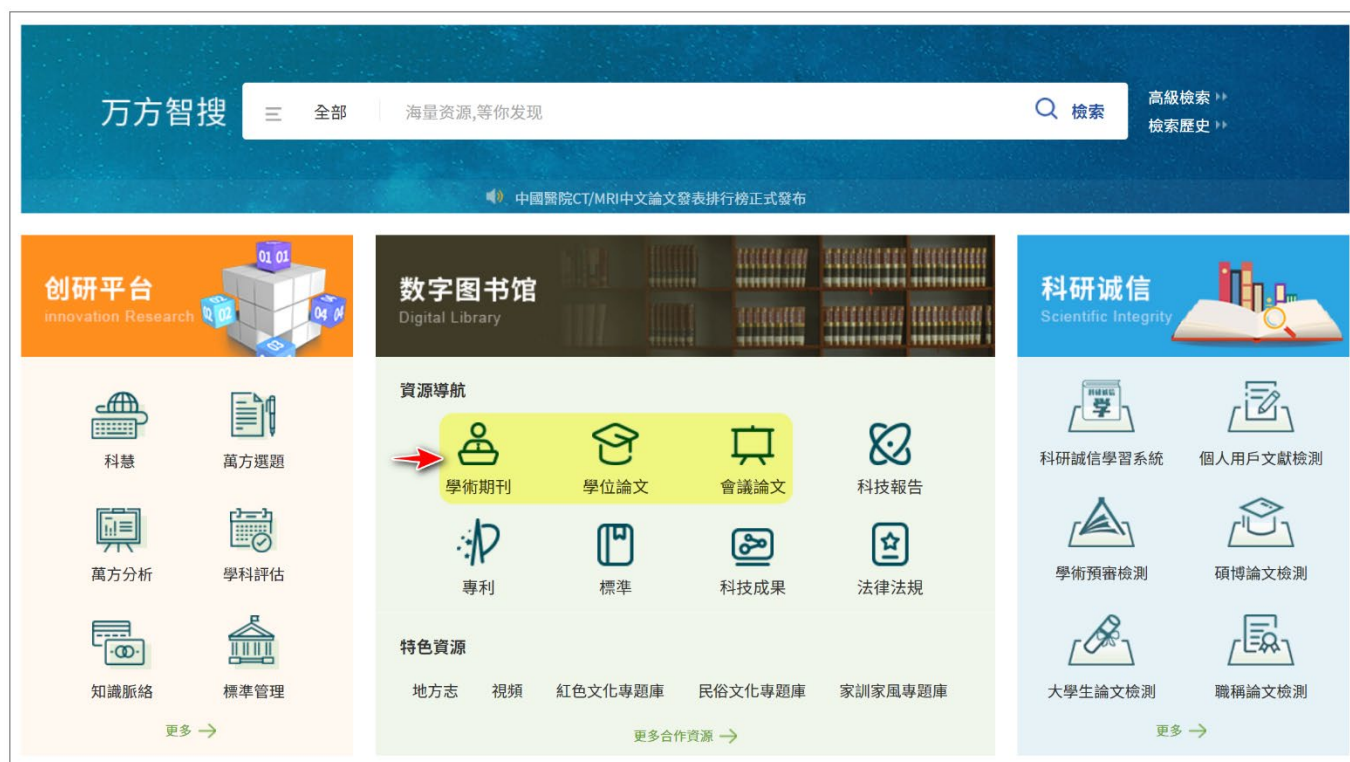 万方智搜
全部
海量资源,等你发现
檢索
高級檢索
檢索歷史
中國醫院CT/MRI中文論文發表排行榜正式發布
创研平台
innovation Research
01 01
02 02
04 04
03
科慧
萬方選題
萬方分析
學科評估
知識脈絡
標準管理
更多
数字图书馆
Digital Library
資源導航
學術期刊
學位論文
會議論文
科技報告
專利
標準
科技成果
法律法規
特色資源
地方志 視頻 紅色文化專題庫 民俗文化專題庫 家訓家風專題庫
更多合作資源
科研诚信
Scientific Integrity
科研诚信
学
科研誠信學習系統
個人用戶文獻檢測
學術預審檢測
碩博論文檢測
大學生論文檢測
職稱論文檢測
更多